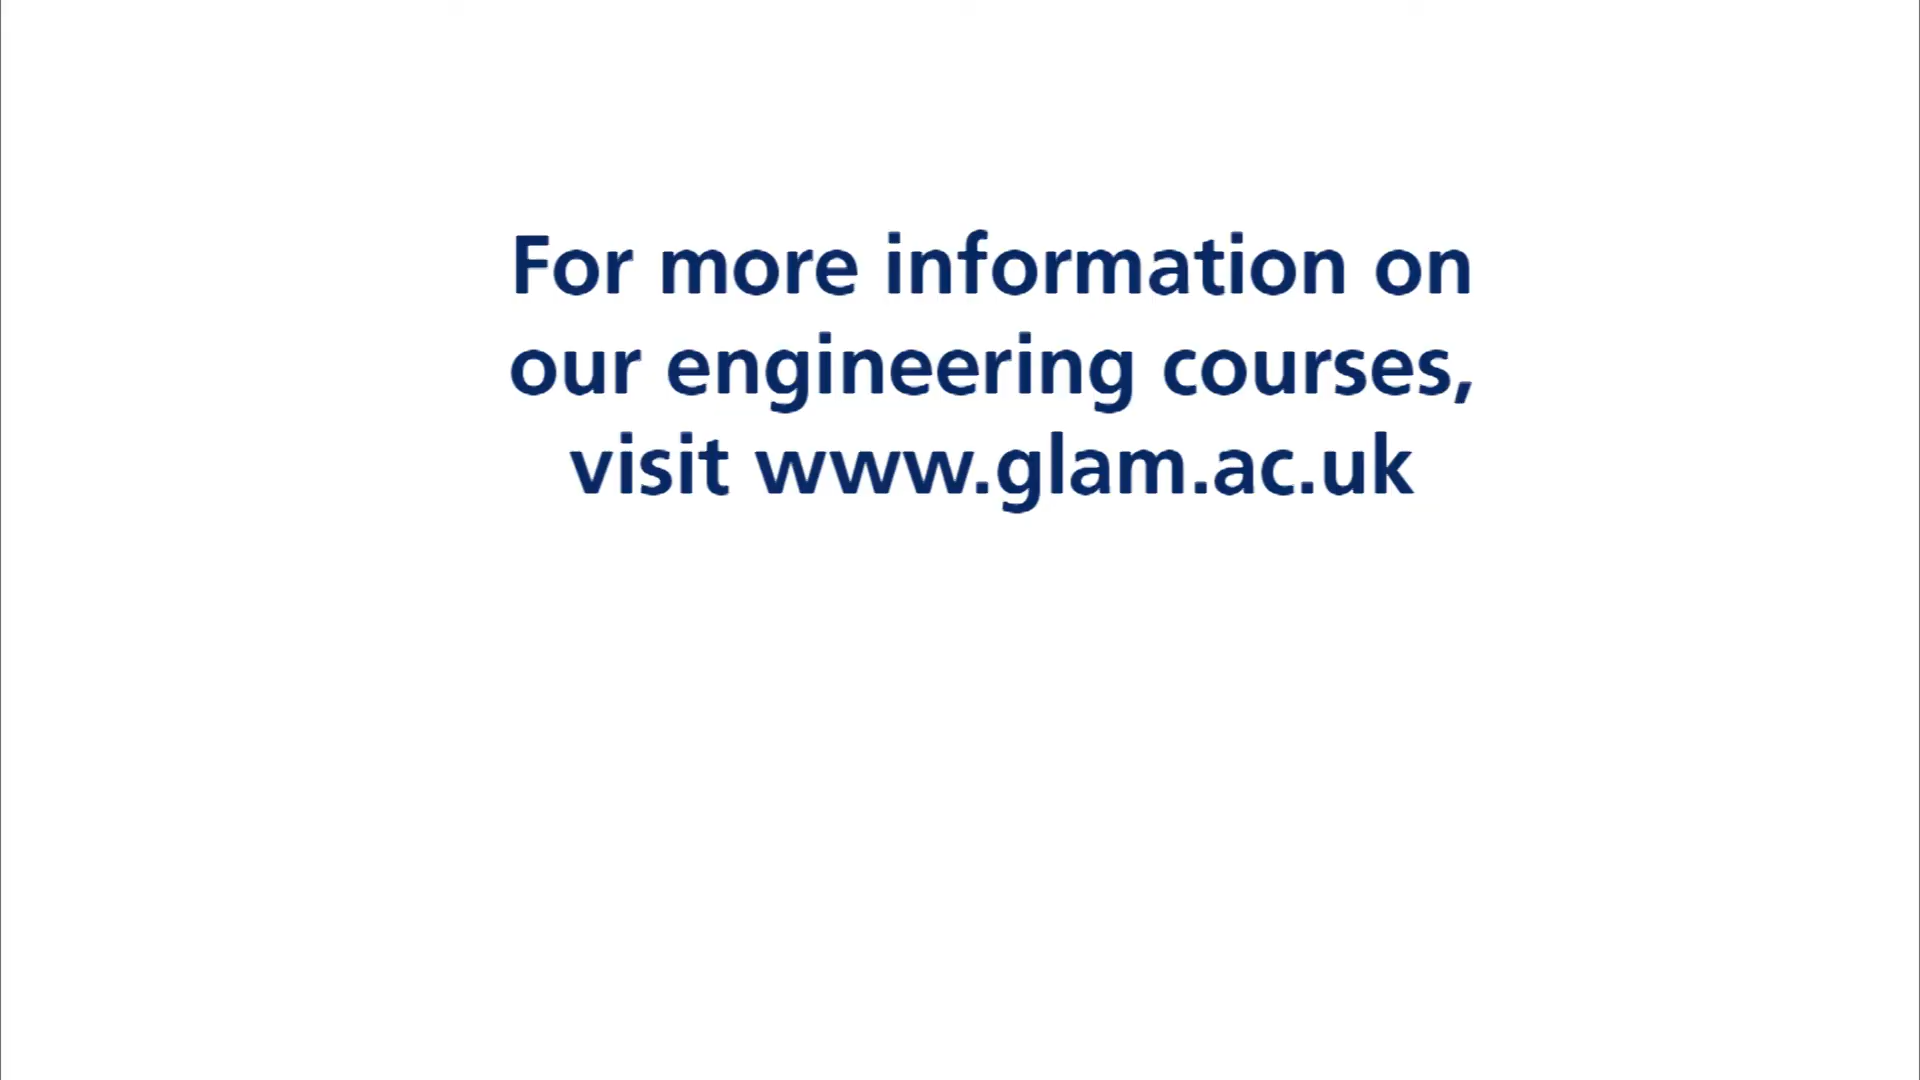 For more information on
our engineering courses,
visit www.glam.ac.uk